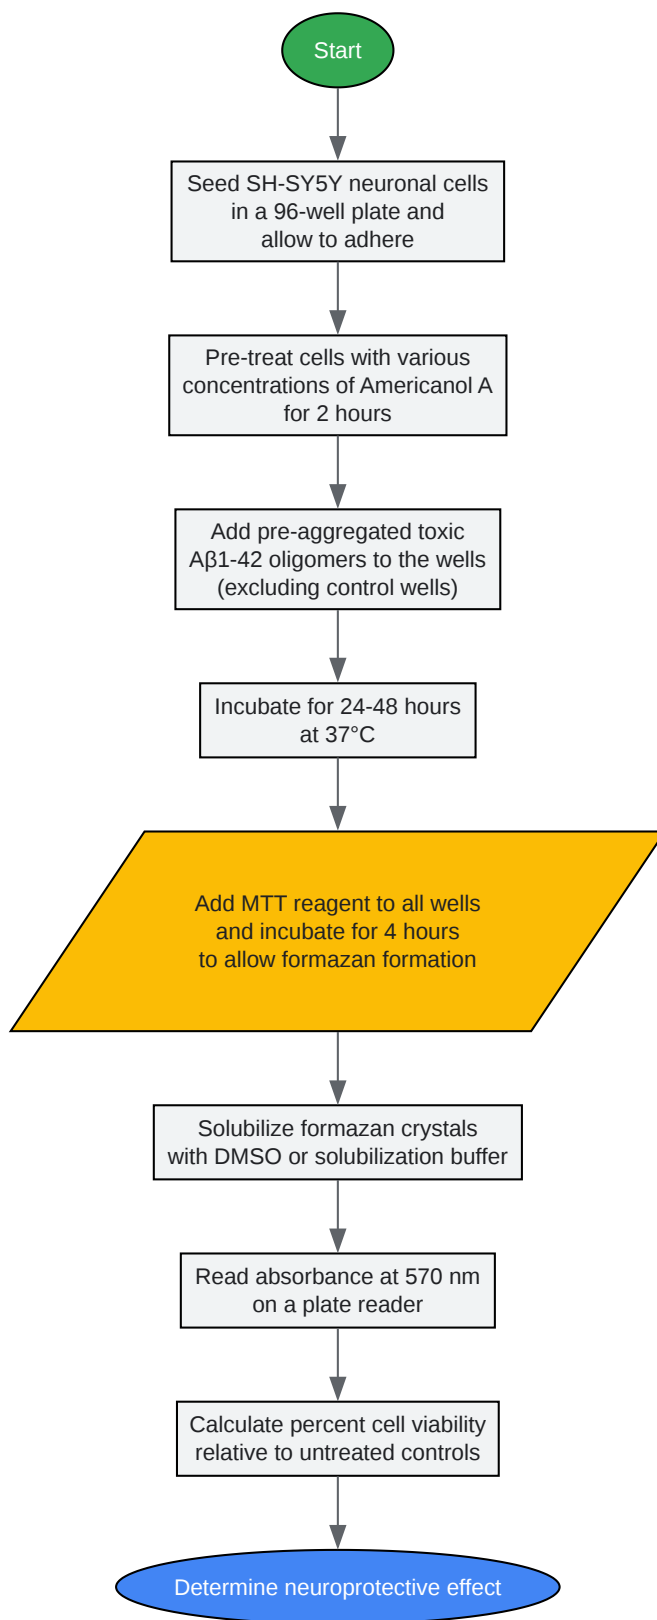 Start
Seed SH-SY5Y neuronal cells
in a 96-well plate and
allow to adhere
Pre-treat cells with various
concentrations of Americanol A
for 2 hours
Add pre-aggregated toxic
Aβ1-42 oligomers to the wells
(excluding control wells)
Incubate for 24-48 hours
at 37°C
Add MTT reagent to all wells
and incubate for 4 hours
to allow formazan formation
Solubilize formazan crystals
with DMSO or solubilization buffer
Read absorbance at 570 nm
on a plate reader
Calculate percent cell viability
relative to untreated controls
Determine neuroprotective effect